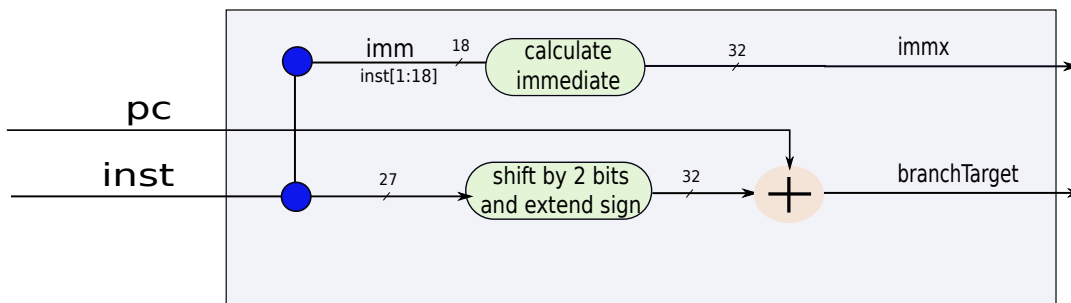 imm
18
inst[1:18]
calculate
immediate
32
immx
pc
inst
27
shift by 2 bits
and extend sign
32
+
branchTarget